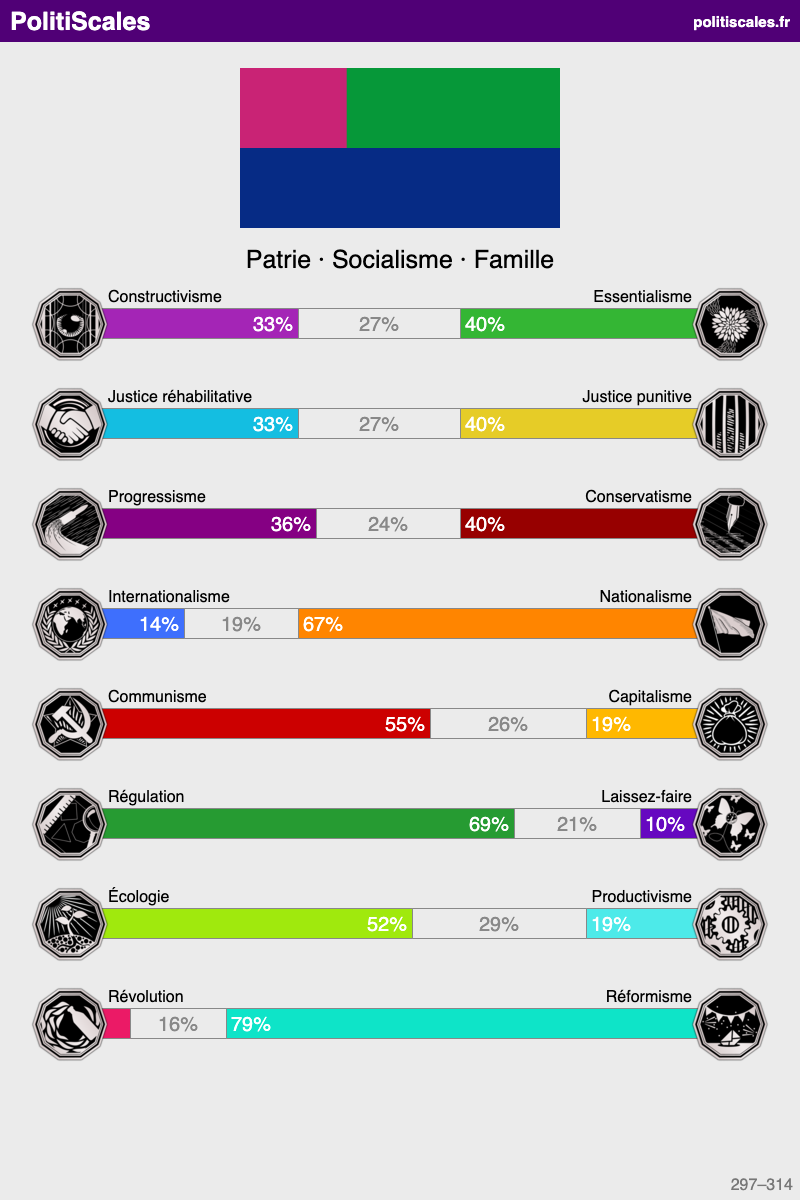 PolitiScales
politiscales.fr
Patrie · Socialisme · Famille
Constructivisme Essentialisme
33% 27% 40%
Justice réhabilitative Justice punitive
33% 27% 40%
Progressisme Conservatisme
36% 24% 40%
Internationalisme Nationalisme
14% 19% 67%
Communisme Capitalisme
55% 26% 19%
Régulation Laissez-faire
69% 21% 10%
Écologie Productivisme
52% 29% 19%
Révolution Réformisme
16% 79%
297–314